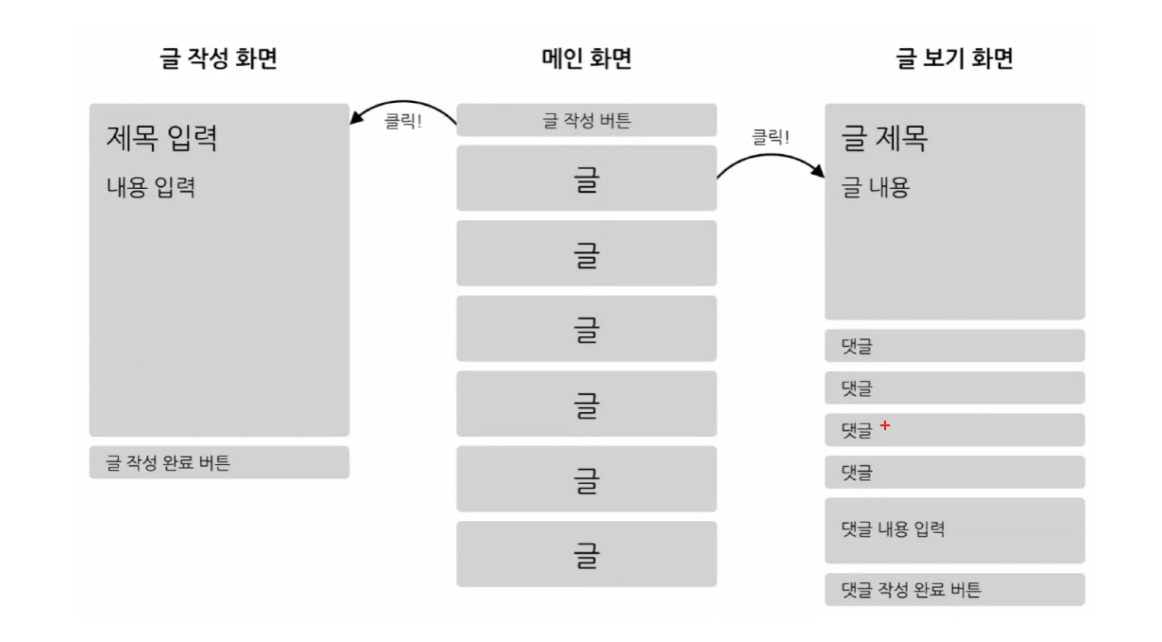 글 작성 화면
제목 입력
내용 입력
글 작성 완료 버튼
클릭!
메인 화면
글 작성 버튼
글
글
글
글
글
글
클릭!
글 보기 화면
글 제목
글 내용
댓글
댓글
댓글
댓글
댓글 내용 입력
댓글 작성 완료 버튼